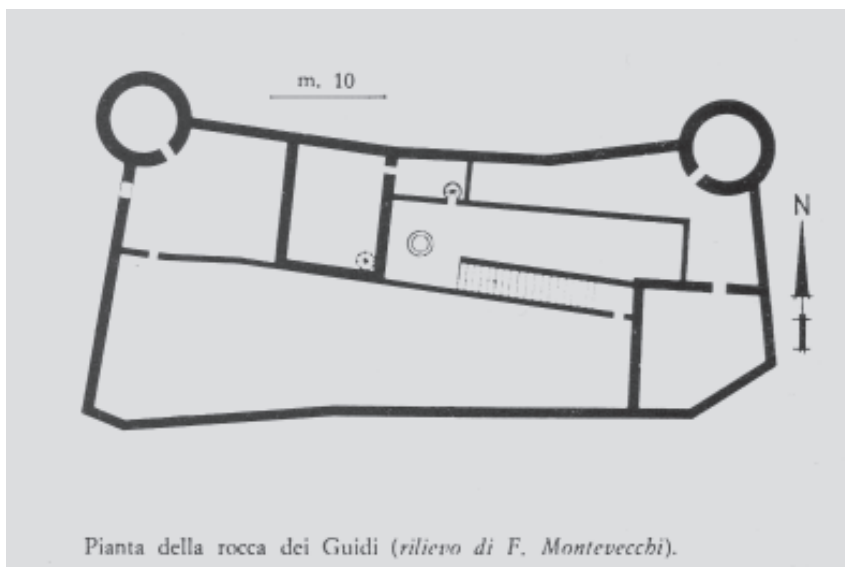 m. 10
N
Pianta della rocca dei Guidi (rilievo di F. Montevecchi).